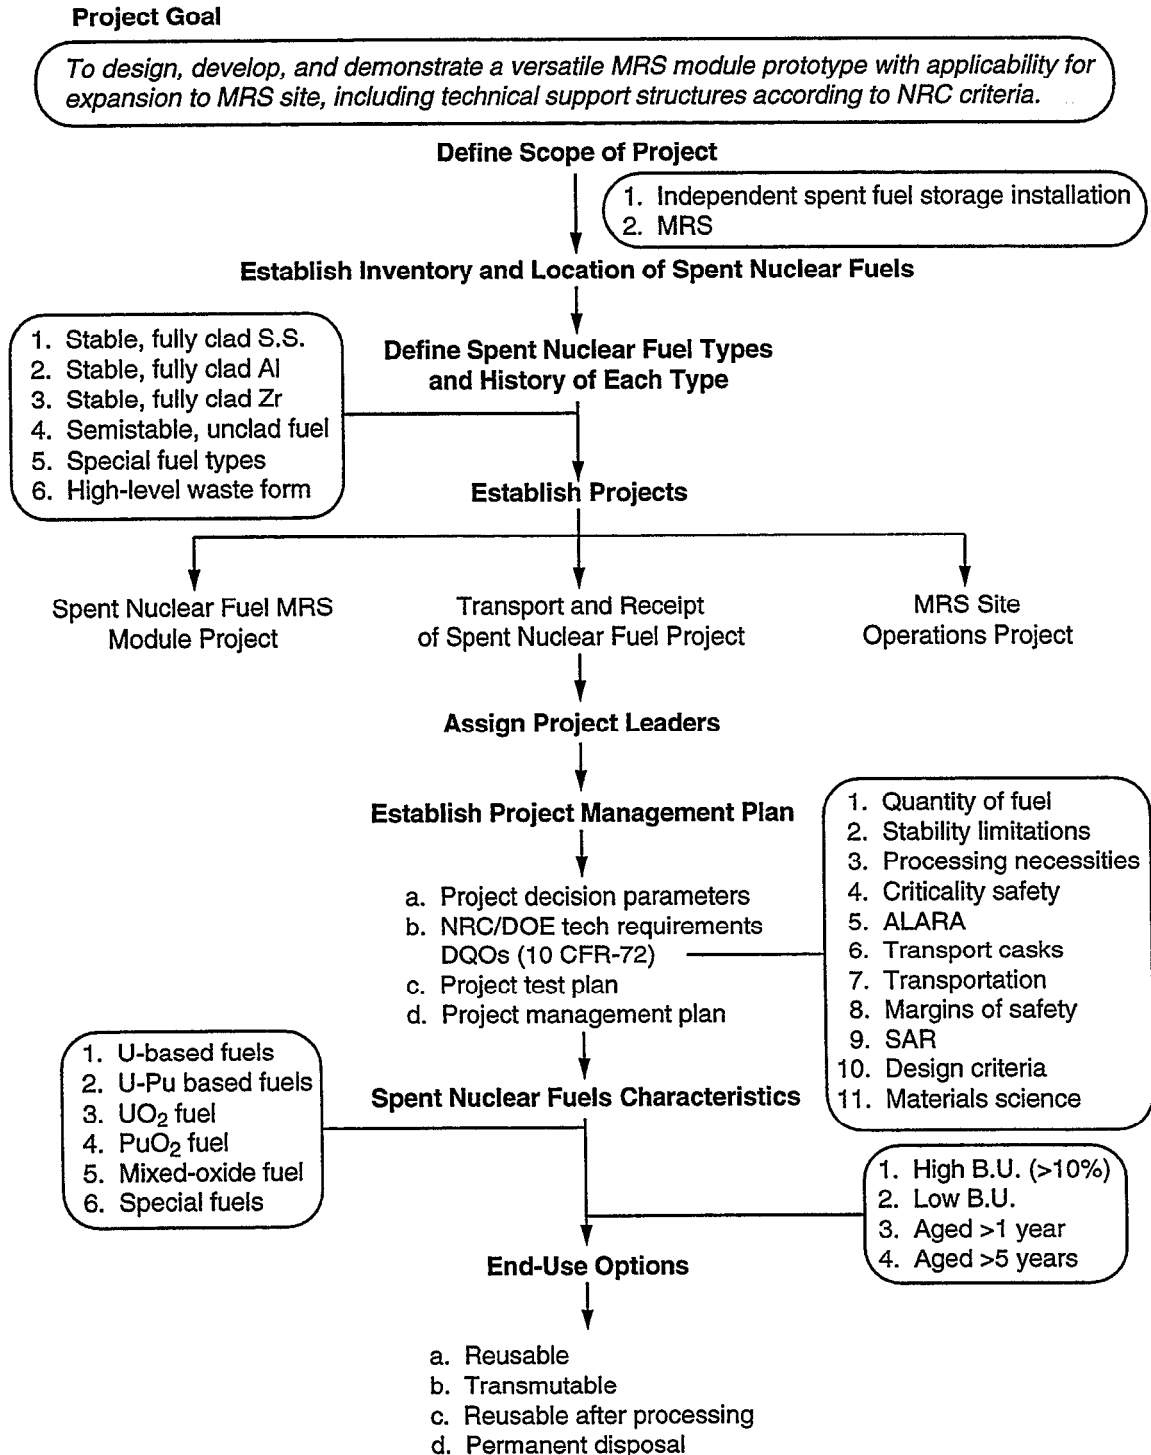 Project Goal
To design, develop, and demonstrate a versatile MRS module prototype with applicability for
expansion to MRS site, including technical support structures according to NRC criteria.
Define Scope of Project
1. Independent spent fuel storage installation
2. MRS
Establish Inventory and Location of Spent Nuclear Fuels
1. Stable, fully clad S.S.
2. Stable, fully clad Al
3. Stable, fully clad Zr
4. Semistable, unclad fuel
5. Special fuel types
6. High-level waste form
Define Spent Nuclear Fuel Types
and History of Each Type
Establish Projects
Spent Nuclear Fuel MRS
Module Project
Transport and Receipt
of Spent Nuclear Fuel Project
MRS Site
Operations Project
Assign Project Leaders
Establish Project Management Plan
a. Project decision parameters
b. NRC/DOE tech requirements
DQOs (10 CFR-72)
c. Project test plan
d. Project management plan
1. Quantity of fuel
2. Stability limitations
3. Processing necessities
4. Criticality safety
5. ALARA
6. Transport casks
7. Transportation
8. Margins of safety
9. SAR
10. Design criteria
11. Materials science
1. U-based fuels
2. U-Pu based fuels
3. UO₂ fuel
4. PuO₂ fuel
5. Mixed-oxide fuel
6. Special fuels
Spent Nuclear Fuels Characteristics
1. High B.U. (>10%)
2. Low B.U.
3. Aged >1 year
4. Aged >5 years
End-Use Options
a. Reusable
b. Transmutable
c. Reusable after processing
d. Permanent disposal